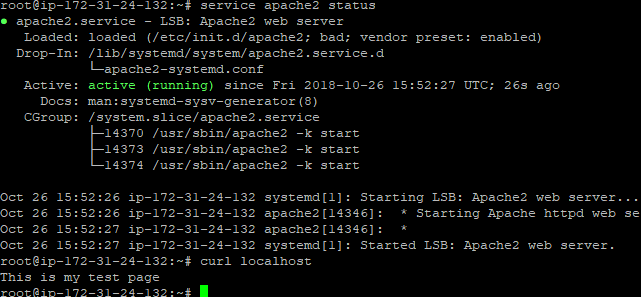 root@ip-172-31-24-132:~# service apache2 status
● apache2.service - LSB: Apache2 web server
   Loaded: loaded (/etc/init.d/apache2; bad; vendor preset: enabled)
  Drop-In: /lib/systemd/system/apache2.service.d
           └─apache2-systemd.conf
   Active: active (running) since Fri 2018-10-26 15:52:27 UTC; 26s ago
     Docs: man:systemd-sysv-generator(8)
   CGroup: /system.slice/apache2.service
           ├─14370 /usr/sbin/apache2 -k start
           ├─14373 /usr/sbin/apache2 -k start
           └─14374 /usr/sbin/apache2 -k start

Oct 26 15:52:26 ip-172-31-24-132 systemd[1]: Starting LSB: Apache2 web server...
Oct 26 15:52:26 ip-172-31-24-132 apache2[14346]:  * Starting Apache httpd web se
Oct 26 15:52:27 ip-172-31-24-132 apache2[14346]:  *
Oct 26 15:52:27 ip-172-31-24-132 systemd[1]: Started LSB: Apache2 web server.
root@ip-172-31-24-132:~# curl localhost
This is my test page
root@ip-172-31-24-132:~#